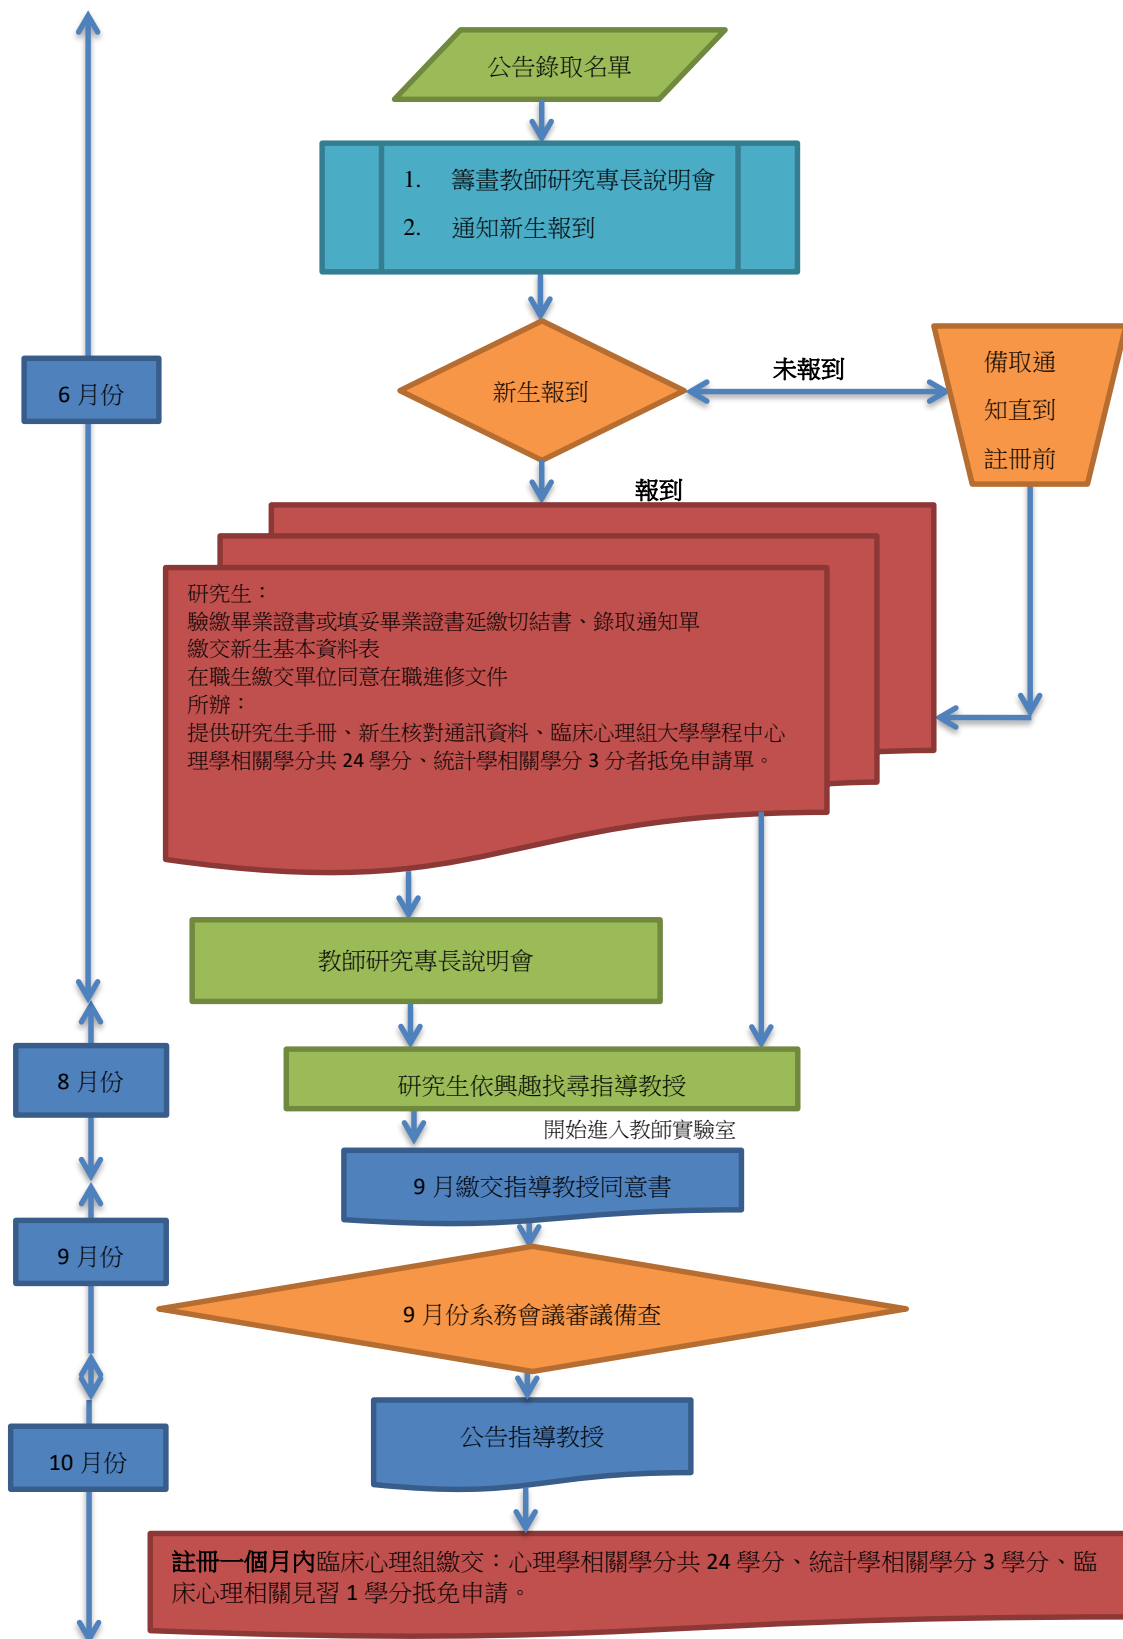 公告錄取名單
1. 籌畫教師研究專長說明會
2. 通知新生報到
6 月份
新生報到
未報到
備取通
知直到
註冊前
報到
研究生：
驗繳畢業證書或填妥畢業證書延繳切結書、錄取通知單
繳交新生基本資料表
在職生繳交單位同意在職進修文件
所辦：
提供研究生手冊、新生核對通訊資料、臨床心理組大學學程中心
理學相關學分共 24 學分、統計學相關學分 3 分者抵免申請單。
教師研究專長說明會
8 月份
研究生依興趣找尋指導教授
開始進入教師實驗室
9 月繳交指導教授同意書
9 月份
9 月份系務會議審議備查
公告指導教授
10 月份
註冊一個月內臨床心理組繳交：心理學相關學分共 24 學分、統計學相關學分 3 學分、臨
床心理相關見習 1 學分抵免申請。